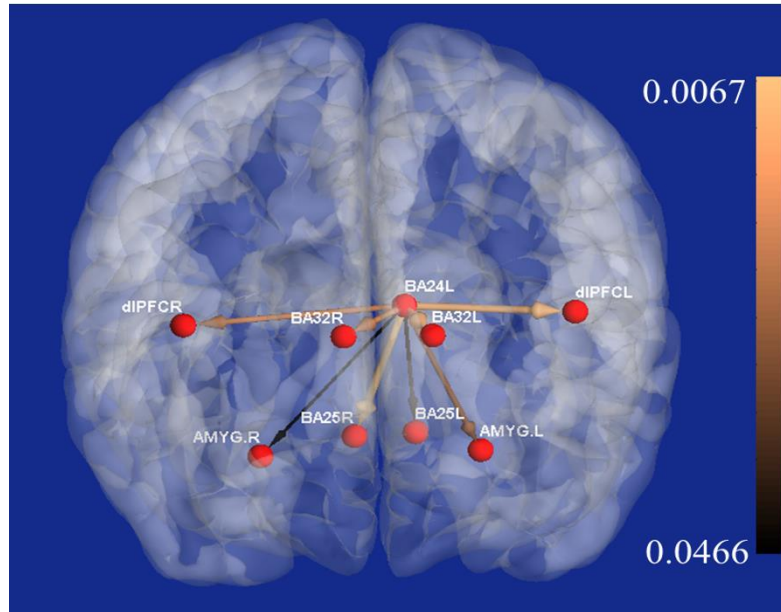 0.0067
BA24L
dlPFCR
BA32R
BA32L
dlPFCL
AMYG.R
BA25R
BA25L
AMYG.L
0.0466